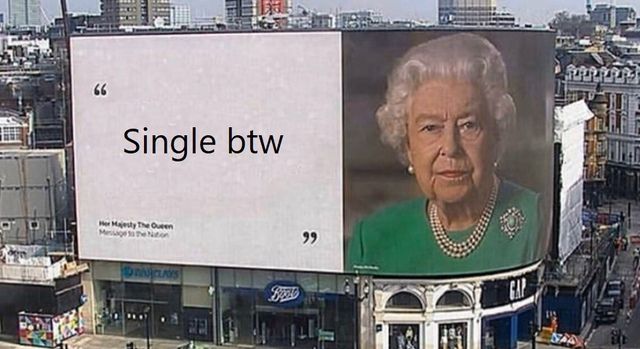 “
Single btw
Her Majesty The Queen
Message to the Nation
”
BARCLAYS
Boots
GAP